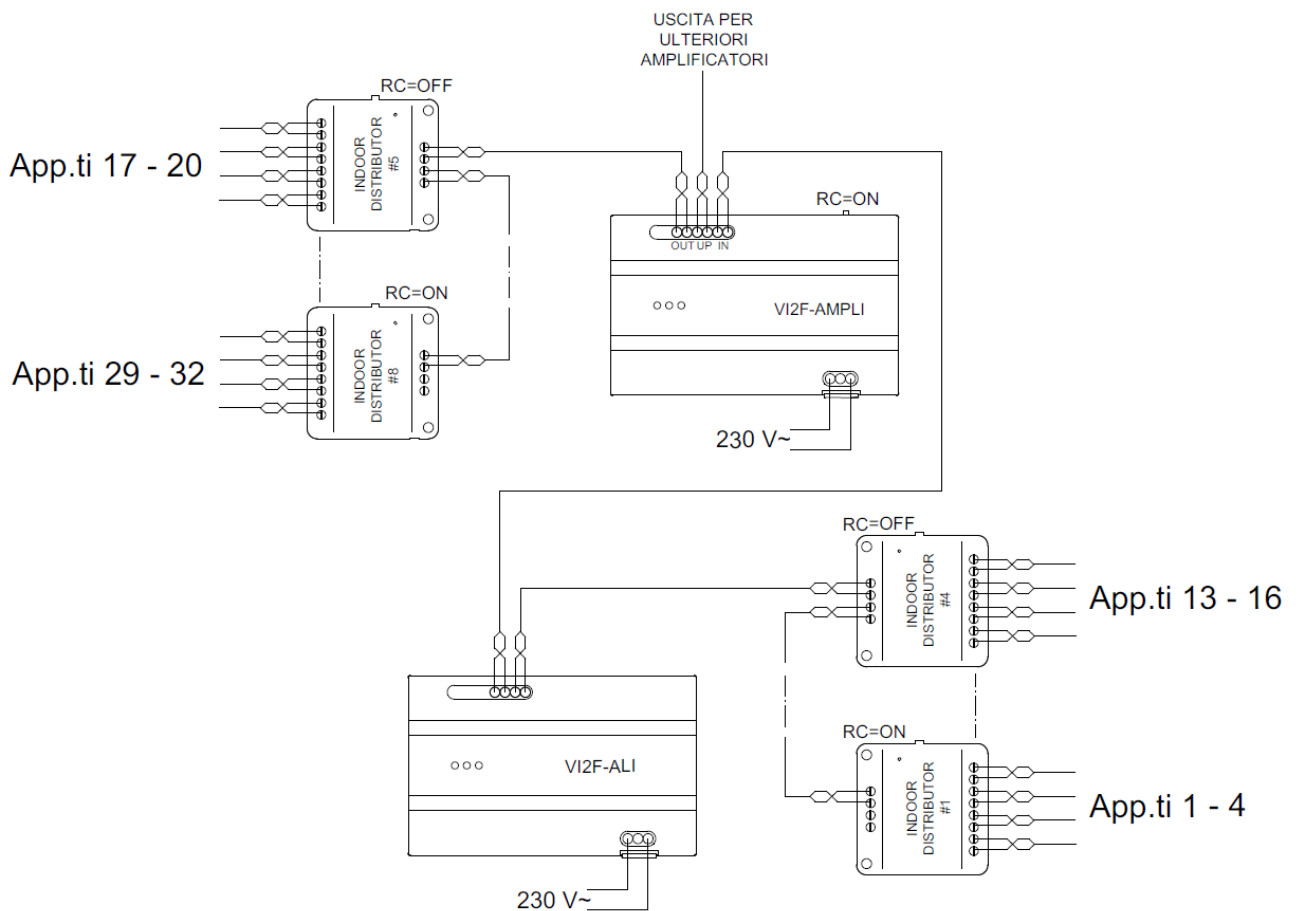 USCITA PER
ULTERIORI
AMPLIFICATORI
RC=OFF
App.ti 17 - 20
INDOOR
DISTRIBUTOR
#5
RC=ON
OUT UP IN
VI2F-AMPLI
230 V~
RC=ON
App.ti 29 - 32
INDOOR
DISTRIBUTOR
#8
RC=OFF
INDOOR
DISTRIBUTOR
#4
App.ti 13 - 16
VI2F-ALI
230 V~
RC=ON
INDOOR
DISTRIBUTOR
#1
App.ti 1 - 4